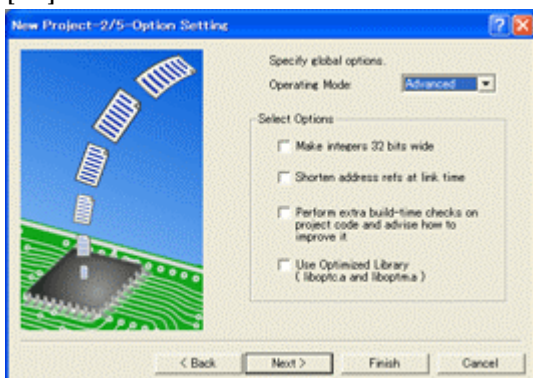 New Project-2/5-Option Setting
Specify global options.
Operating Mode:
Advanced
Select Options
Make integers 32 bits wide
Shorten address refs at link time
Perform extra build-time checks on
project code and advise how to
improve it
Use Optimized Library
( liboptc.a and liboptm.a )
< Back
Next >
Finish
Cancel